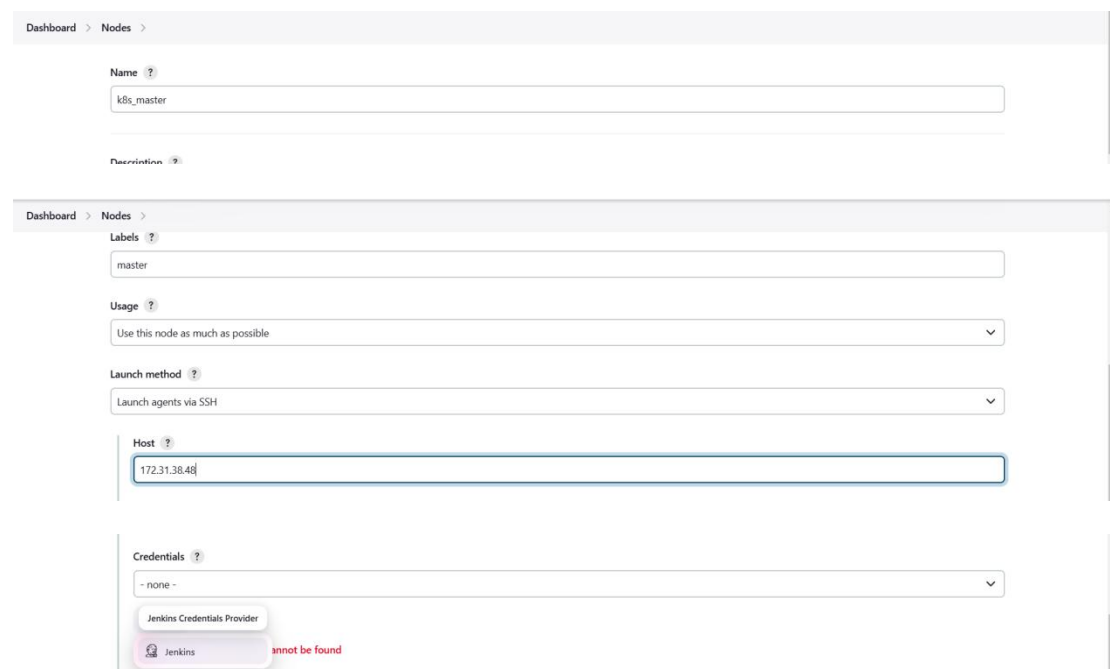 Dashboard > Nodes >
Name ?
k8s_master
Description ?
Dashboard > Nodes >
Labels ?
master
Usage ?
Use this node as much as possible
Launch method ?
Launch agents via SSH
Host ?
172.31.38.48
Credentials ?
- none -
Jenkins Credentials Provider
Jenkins
annot be found